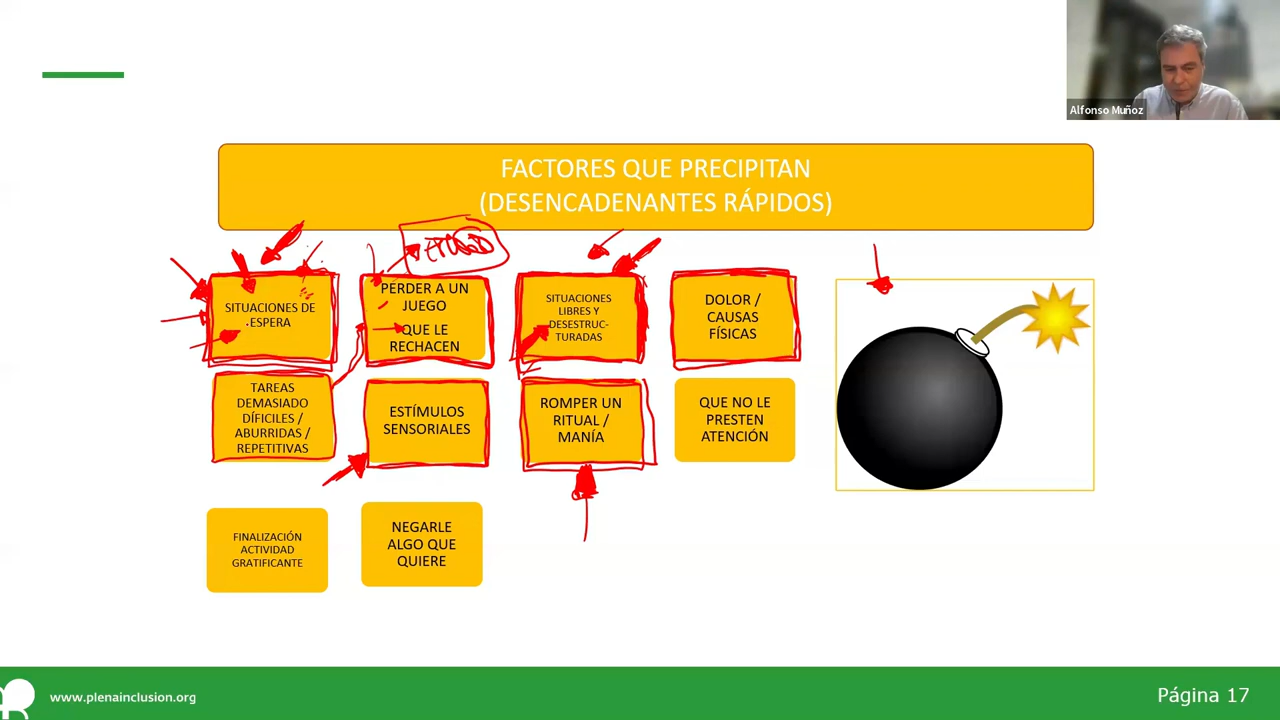 Alfonso Muñoz
FACTORES QUE PRECIPITAN
(DESENCADENANTES RÁPIDOS)
SITUACIONES DE
ESPERA
PERDER A UN
JUEGO
QUE LE
RECHACEN
SITUACIONES
LIBRES Y
DESESTRUC-
TURADAS
DOLOR /
CAUSAS
FÍSICAS
TAREAS
DEMASIADO
DÍFICILES /
ABURRIDAS /
REPETITIVAS
ESTÍMULOS
SENSORIALES
ROMPER UN
RITUAL /
MANÍA
QUE NO LE
PRESTEN
ATENCIÓN
FINALIZACIÓN
ACTIVIDAD
GRATIFICANTE
NEGARLE
ALGO QUE
QUIERE
www.plenainclusion.org
Página 17